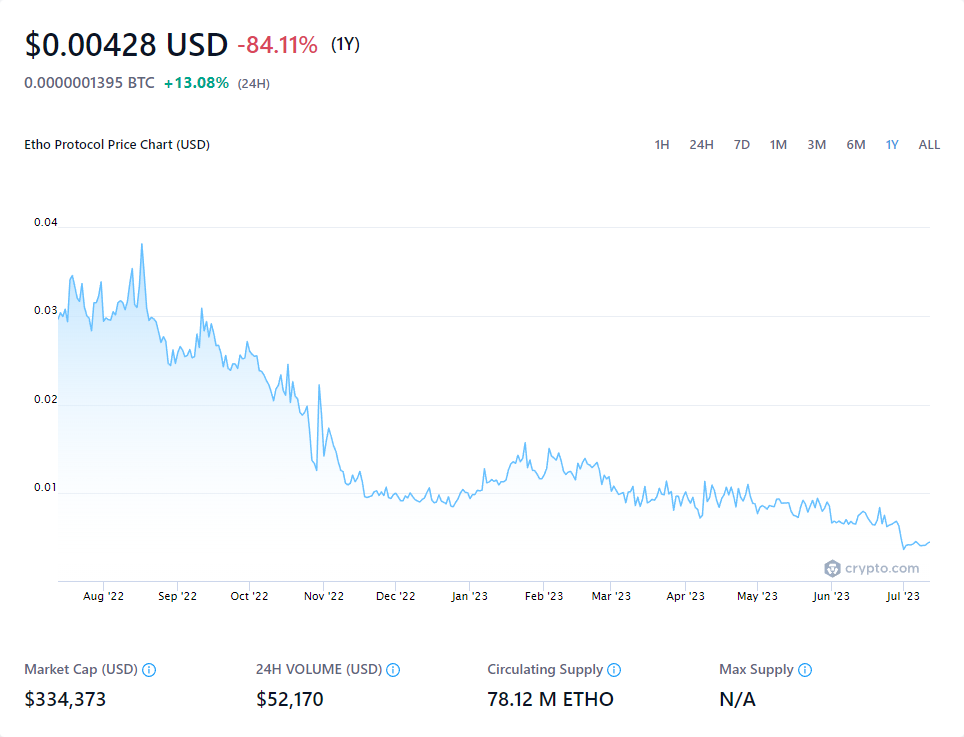 $0.00428 USD -84.11% (1Y)
0.0000001395 BTC +13.08% (24H)
Etho Protocol Price Chart (USD) 1H 24H 7D 1M 3M 6M 1Y ALL
0.04
0.03
0.02
0.01
crypto.com
Aug '22 Sep '22 Oct '22 Nov '22 Dec '22 Jan '23 Feb '23 Mar '23 Apr '23 May '23 Jun '23 Jul '23
Market Cap (USD) 24H VOLUME (USD) Circulating Supply Max Supply
$334,373 $52,170 78.12 M ETHO N/A